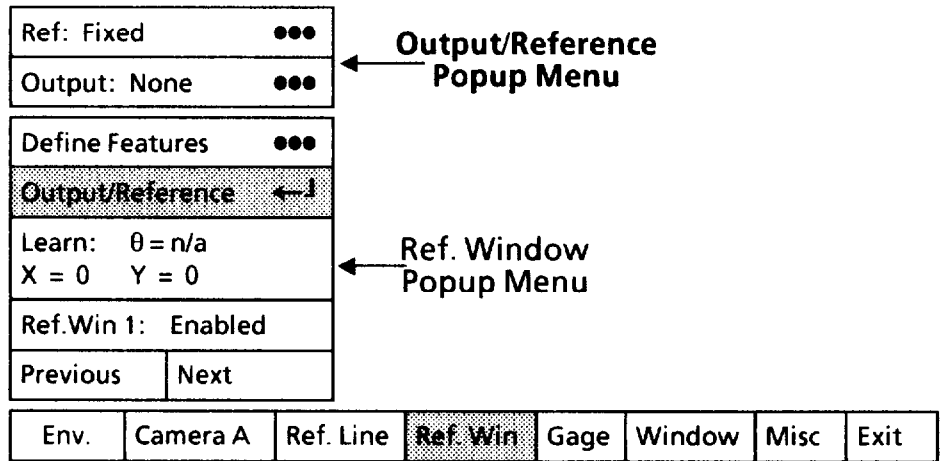 Ref: Fixed ●●●
Output: None ●●●
Output/Reference
Popup Menu
Define Features ●●●
Output/Reference ←┘
Learn: θ = n/a
X = 0 Y = 0
Ref. Window
Popup Menu
Ref.Win 1: Enabled
Previous Next
Env. Camera A Ref. Line Ref. Win Gage Window Misc Exit